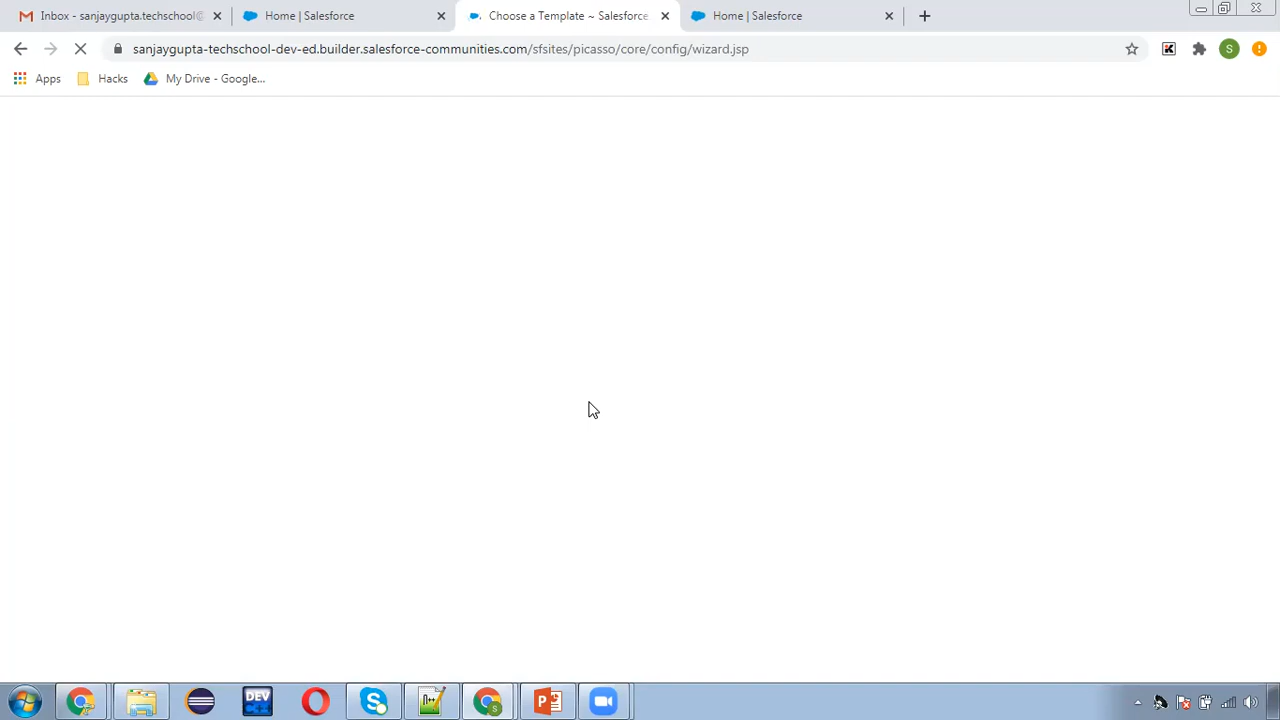 Inbox - sanjaygupta.techschool@
Home | Salesforce
Choose a Template ~ Salesforce
Home | Salesforce
sanjaygupta-techschool-dev-ed.builder.salesforce-communities.com/sfsites/picasso/core/config/wizard.jsp
K
S
Apps
Hacks
My Drive - Google...
DEV
C++
S